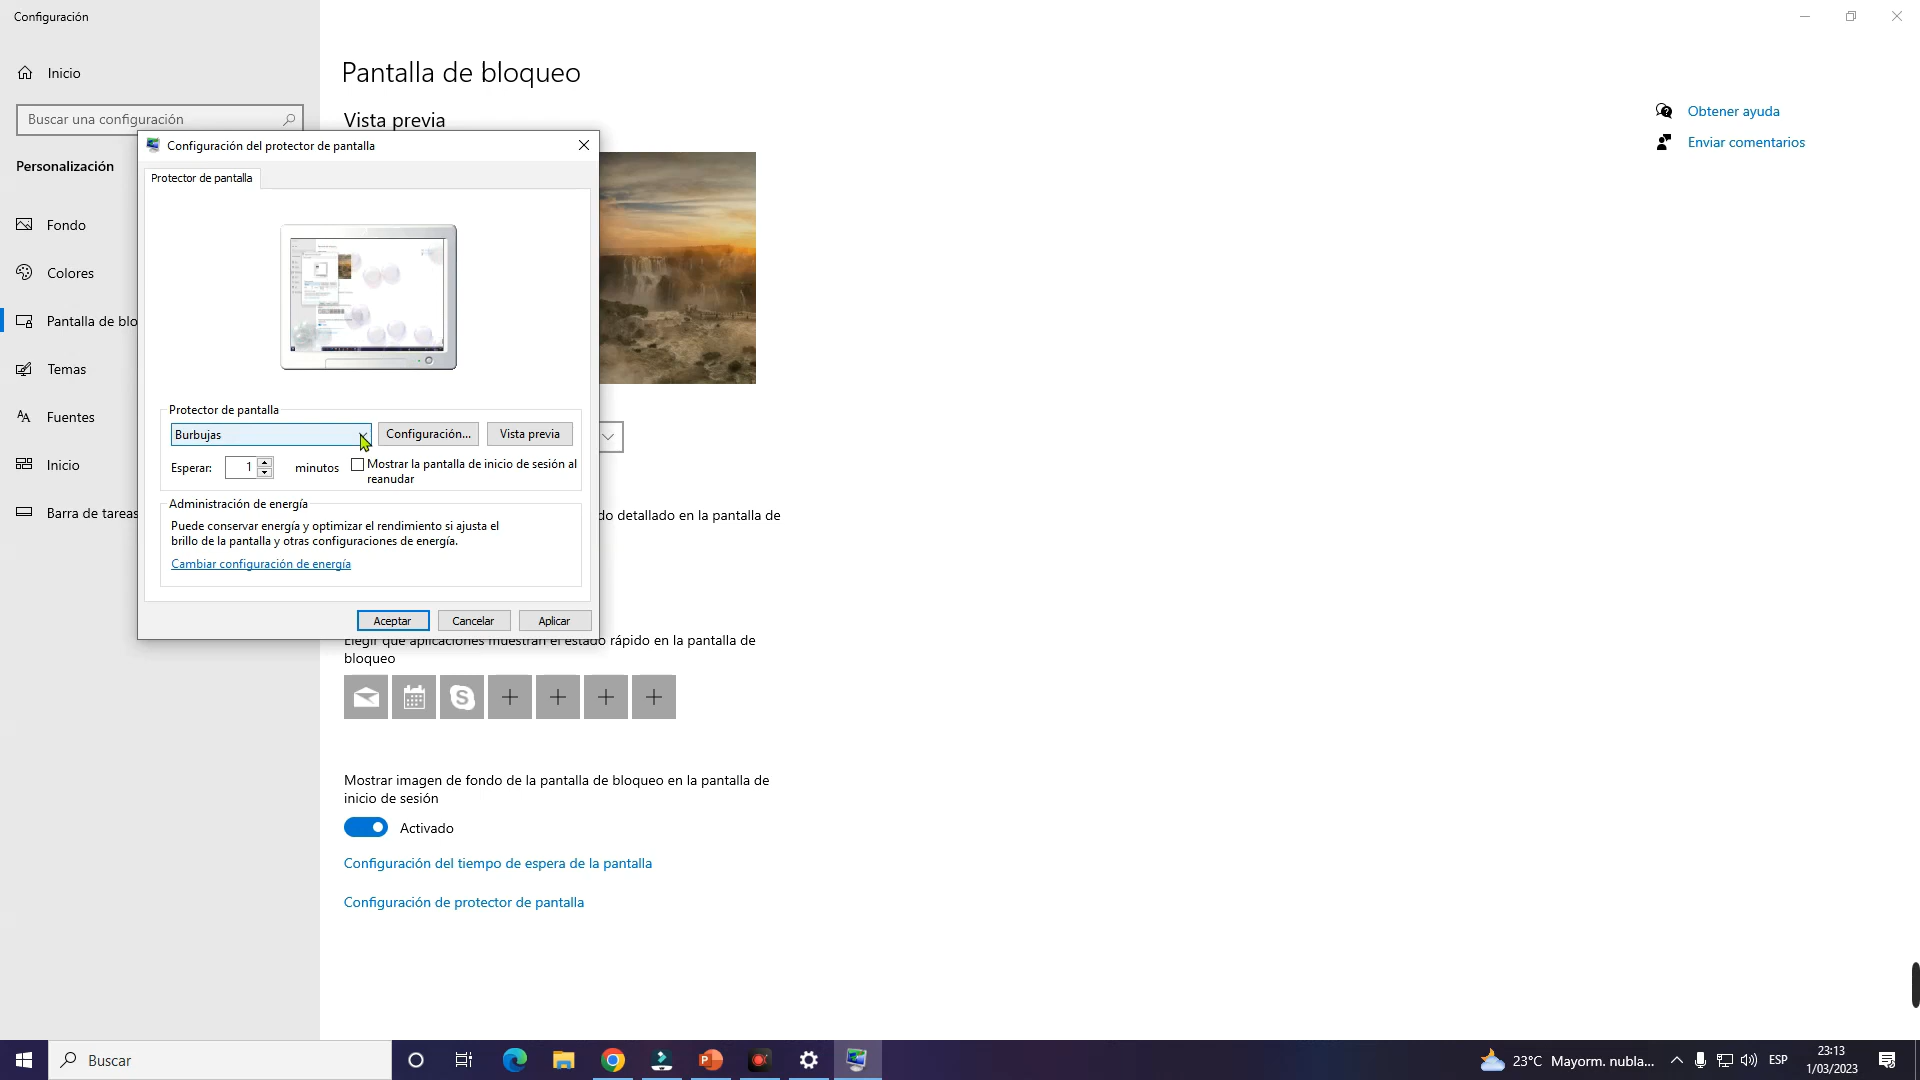 Configuración
Inicio
Buscar una configuración
Personalización
Fondo
Colores
Pantalla de blo
Temas
Fuentes
Inicio
Barra de tareas
Pantalla de bloqueo
Vista previa
Obtener ayuda
Enviar comentarios
Configuración del protector de pantalla
Protector de pantalla
Protector de pantalla
Burbujas
Configuración...
Vista previa
Esperar:
1
minutos
Mostrar la pantalla de inicio de sesión al
reanudar
Administración de energía
Puede conservar energía y optimizar el rendimiento si ajusta el
brillo de la pantalla y otras configuraciones de energía.
Cambiar configuración de energía
Aceptar
Cancelar
Aplicar
do detallado en la pantalla de
Elegir qué aplicaciones muestran el estado rápido en la pantalla de
bloqueo
Mostrar imagen de fondo de la pantalla de bloqueo en la pantalla de
inicio de sesión
Activado
Configuración del tiempo de espera de la pantalla
Configuración de protector de pantalla
Buscar
23°C Mayorm. nubla...
ESP
23:13
1/03/2023